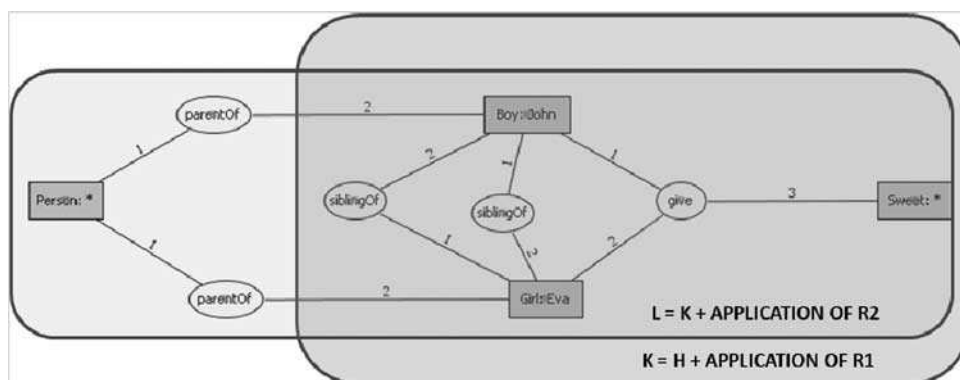 parentOf
2
Boy: John
1
2
1
1
Person: *
siblingOf
siblingOf
give
3
Sweet: *
1
1
2
2
parentOf
2
Girl: Eva
L = K + APPLICATION OF R2
K = H + APPLICATION OF R1